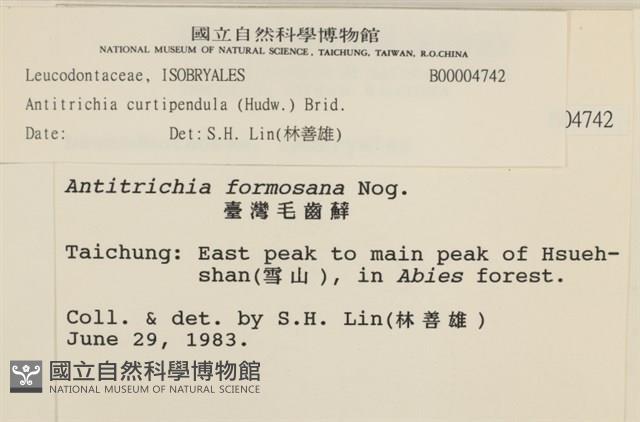 國立自然科學博物館
NATIONAL MUSEUM OF NATURAL SCIENCE, TAICHUNG, TAIWAN, R.O.CHINA
Leucodontaceae, ISOBRYALES B00004742
Antitrichia curtipendula (Hudw.) Brid.
Date: Det:S.H. Lin(林善雄)
04742
Antitrichia formosana Nog.
臺灣毛齒蘚
Taichung: East peak to main peak of Hsueh-
shan(雪山), in Abies forest.
Coll. & det. by S.H. Lin(林善雄)
June 29, 1983.
國立自然科學博物館
NATIONAL MUSEUM OF NATURAL SCIENCE